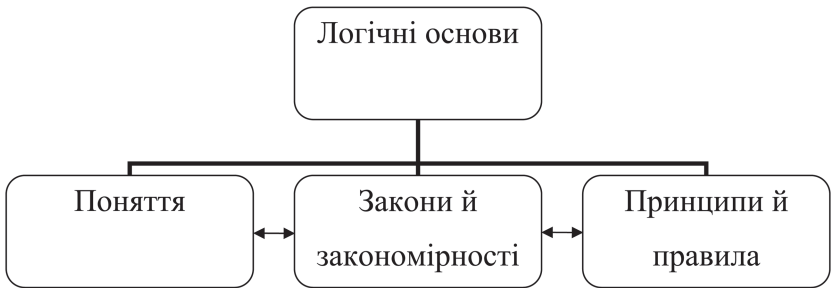 Логічні основи
Поняття
Закони й
закономірності
Принципи й
правила